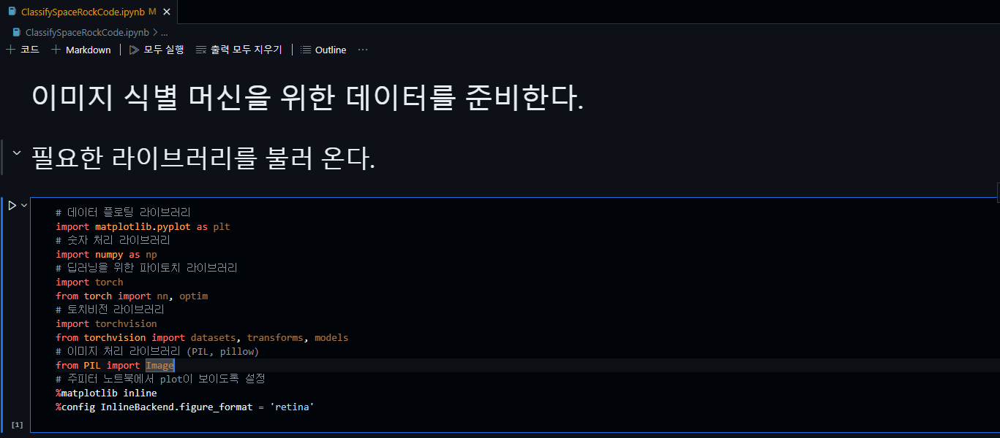 ClassifySpaceRockCode.ipynb M
ClassifySpaceRockCode.ipynb > ...
코드 Markdown 모두 실행 출력 모두 지우기 Outline ...
이미지 식별 머신을 위한 데이터를 준비한다.
필요한 라이브러리를 불러 온다.
# 데이터 플로팅 라이브러리
import matplotlib.pyplot as plt
# 숫자 처리 라이브러리
import numpy as np
# 딥러닝을 위한 파이토치 라이브러리
import torch
from torch import nn, optim
# 토치비전 라이브러리
import torchvision
from torchvision import datasets, transforms, models
# 이미지 처리 라이브러리 (PIL, pillow)
from PIL import Image
# 주피터 노트북에서 plot이 보이도록 설정
%matplotlib inline
%config InlineBackend.figure_format = 'retina'
[1]